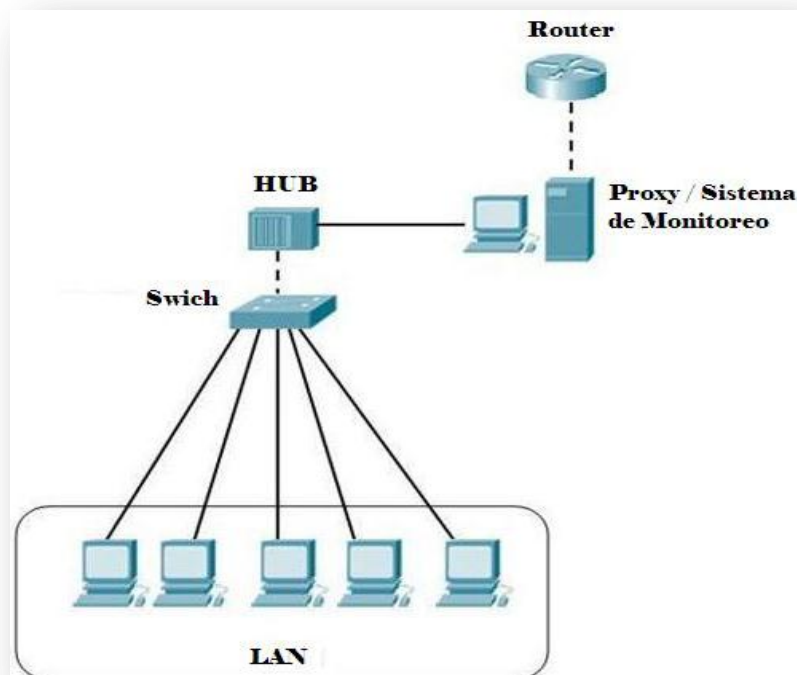 Router
HUB
Proxy / Sistema
de Monitoreo
Swich
LAN